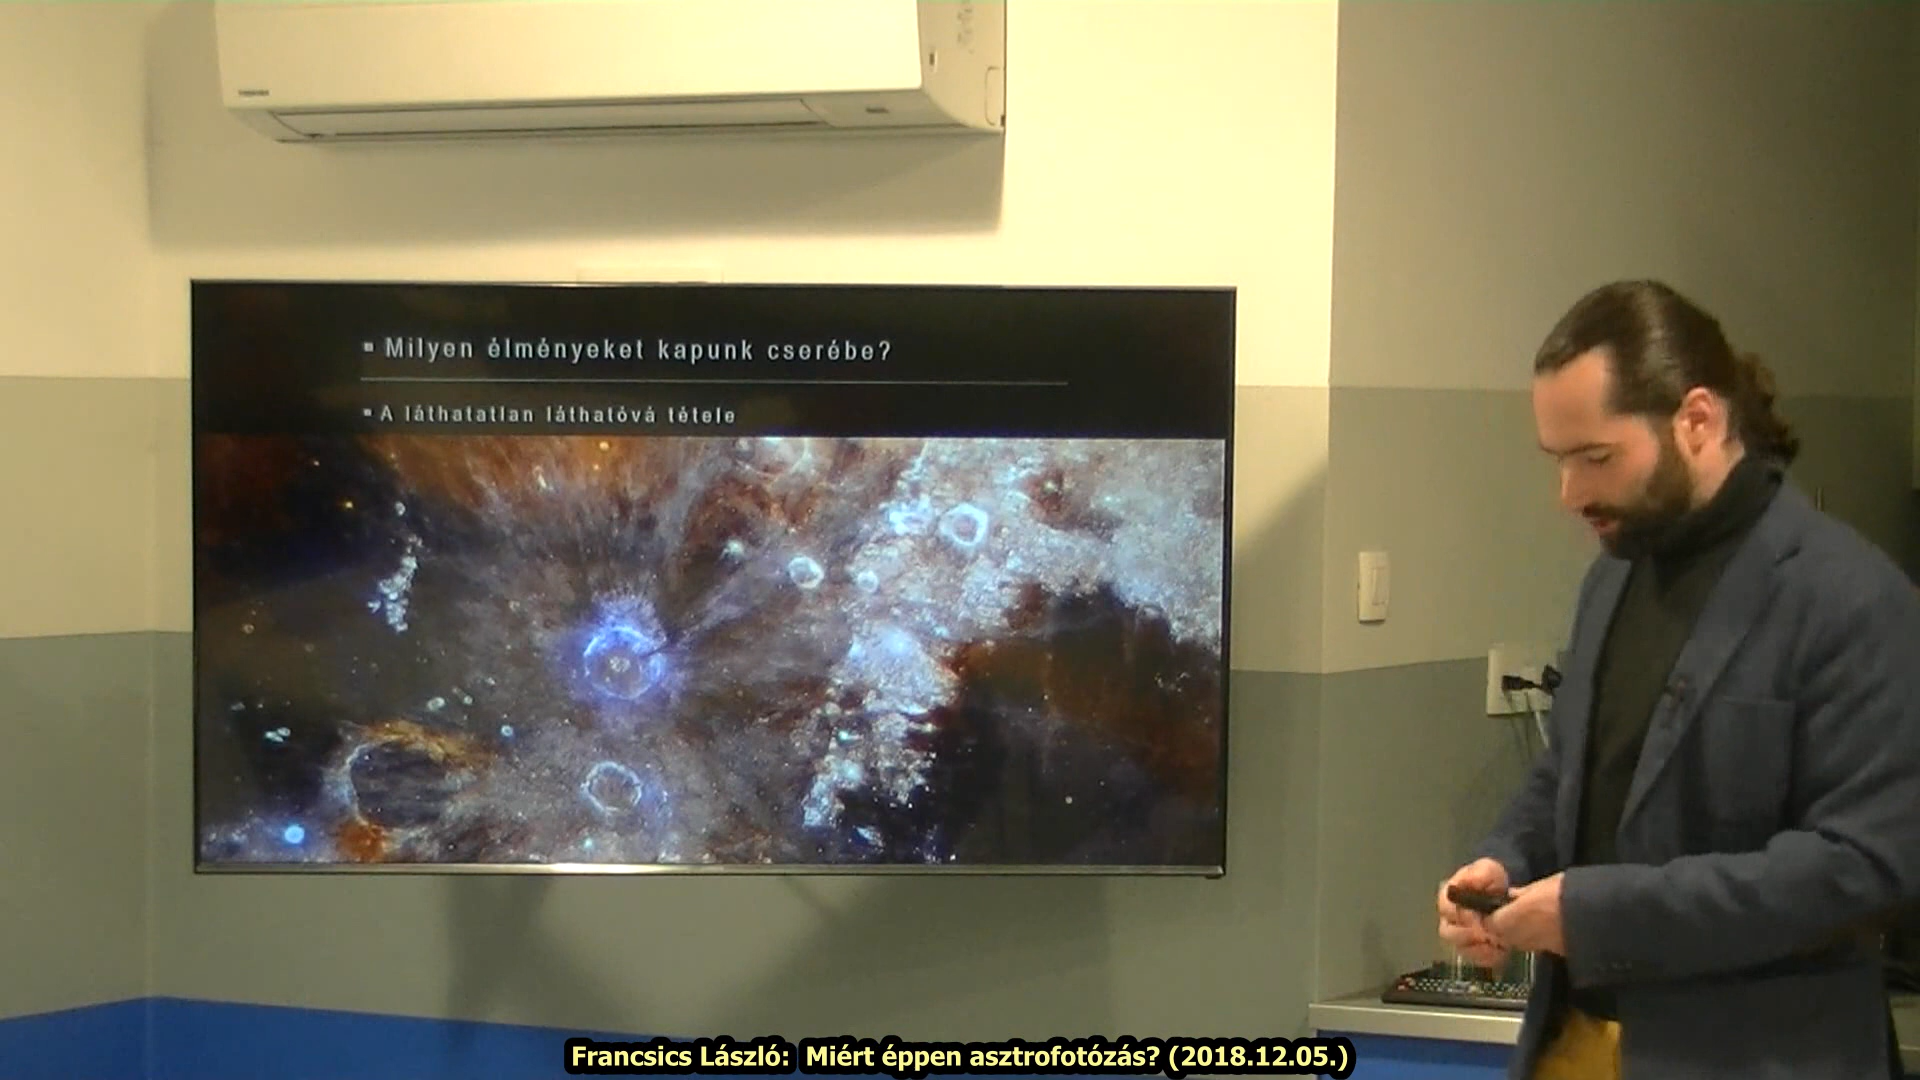 ▪ Milyen élményeket kapunk cserébe?
▪ A láthatatlan láthatóvá tétele
Francsics László: Miért éppen asztrofotózás? (2018.12.05.)